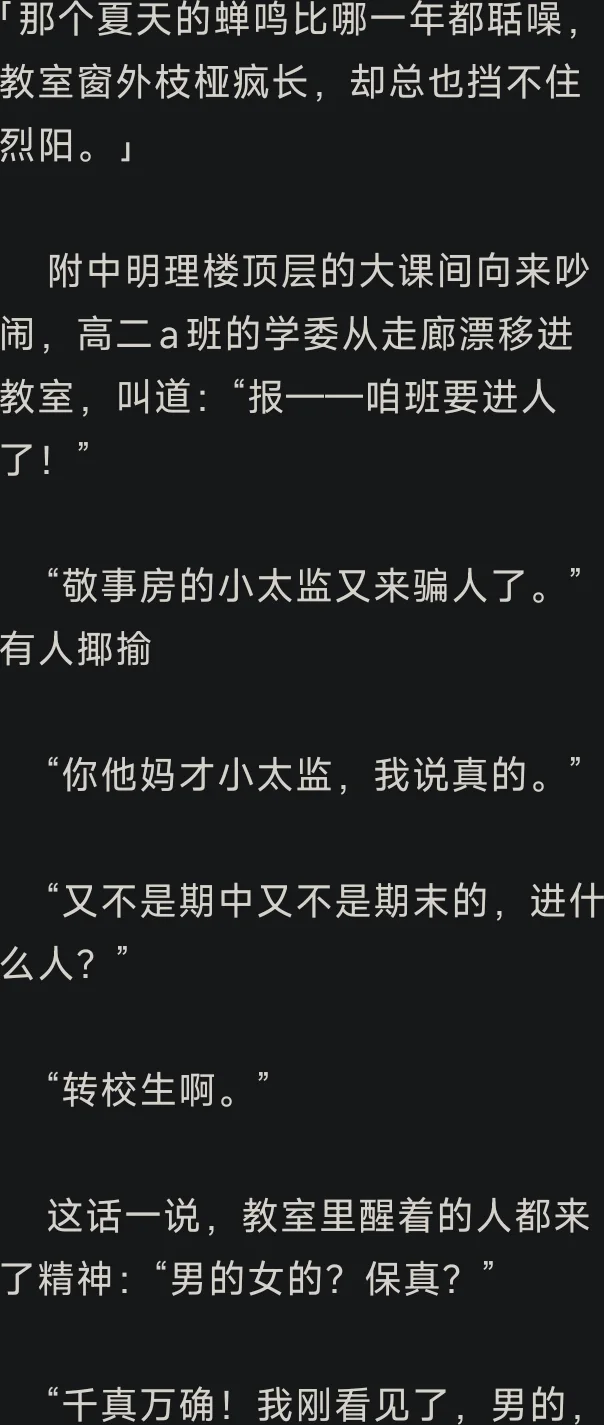 「那个夏天的蝉鸣比哪一年都聒噪，
教室窗外枝桠疯长，却总也挡不住
烈阳。」
附中明理楼顶层的大课间向来吵
闹，高二a班的学委从走廊漂移进
教室，叫道：“报——咱班要进人
了！”
“敬事房的小太监又来骗人了。”
有人揶揄
“你他妈才小太监，我说真的。”
“又不是期中又不是期末的，进什
么人？”
“转校生啊。”
这话一说，教室里醒着的人都来
了精神：“男的女的？保真？”
“千真万确！我刚看见了，男的，